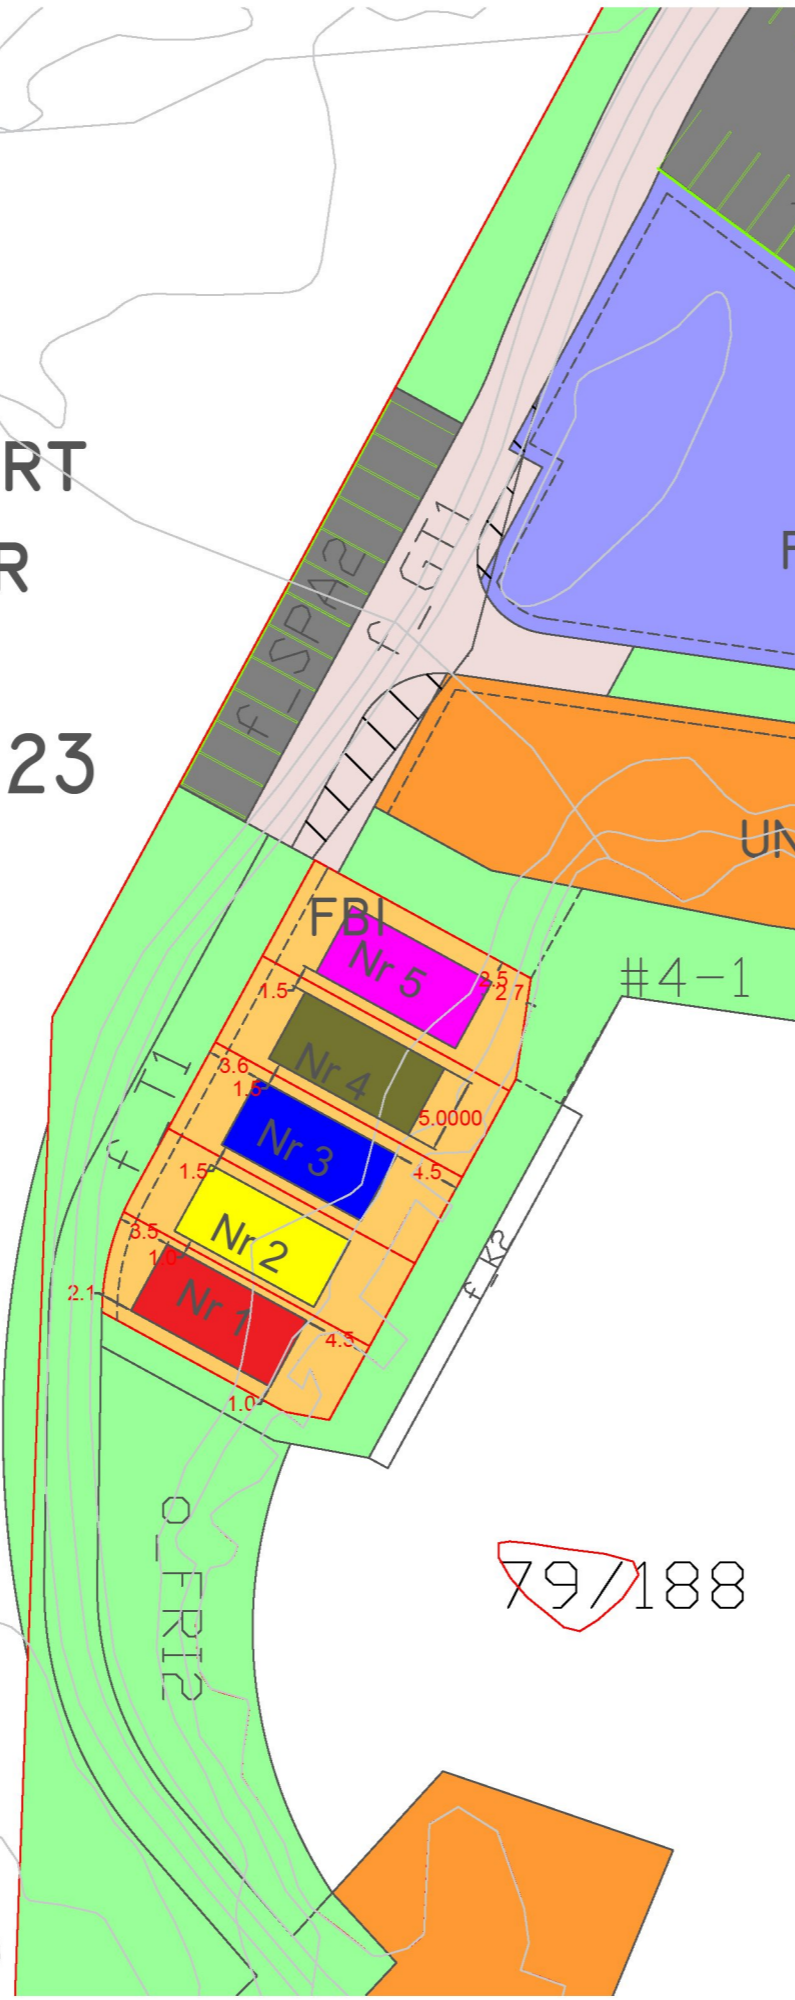 RT
R
23
f_SPA2
f_GT1
F
UN
FBI
#4-1
Nr 5
2.5
2.7
1.5
Nr 4
3.6
1.5
5.0000
f_T1
Nr 3
1.5
4.5
Nr 2
3.5
1.0
f_K2
2.1
Nr 1
4.5
1.0
O_FRI2
79/188